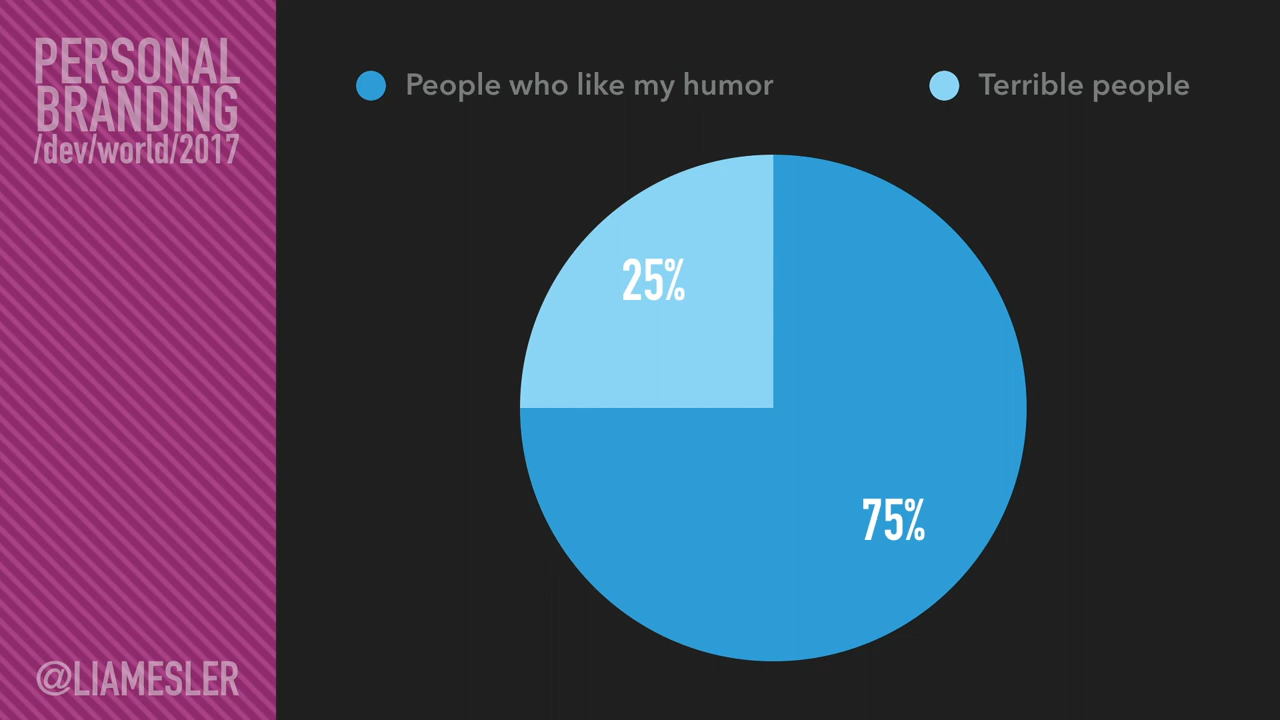 PERSONAL
BRANDING
/dev/world/2017
People who like my humor
Terrible people
25%
75%
@LIAMESLER